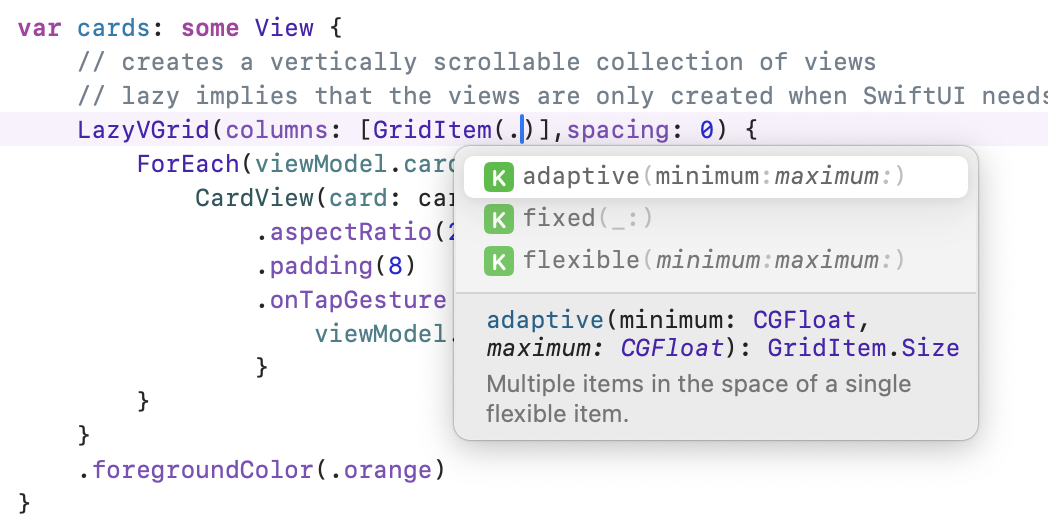 var cards: some View {
// creates a vertically scrollable collection of views
// lazy implies that the views are only created when SwiftUI needs
LazyVGrid(columns: [GridItem(.)],spacing: 0) {
ForEach(viewModel.card
CardView(card: car
.aspectRatio(2
.padding(8)
.onTapGesture
viewModel.
}
}
}
.foregroundColor(.orange)
}
K adaptive(minimum:maximum:)
K fixed(_:)
K flexible(minimum:maximum:)
adaptive(minimum: CGFloat,
maximum: CGFloat): GridItem.Size
Multiple items in the space of a single
flexible item.